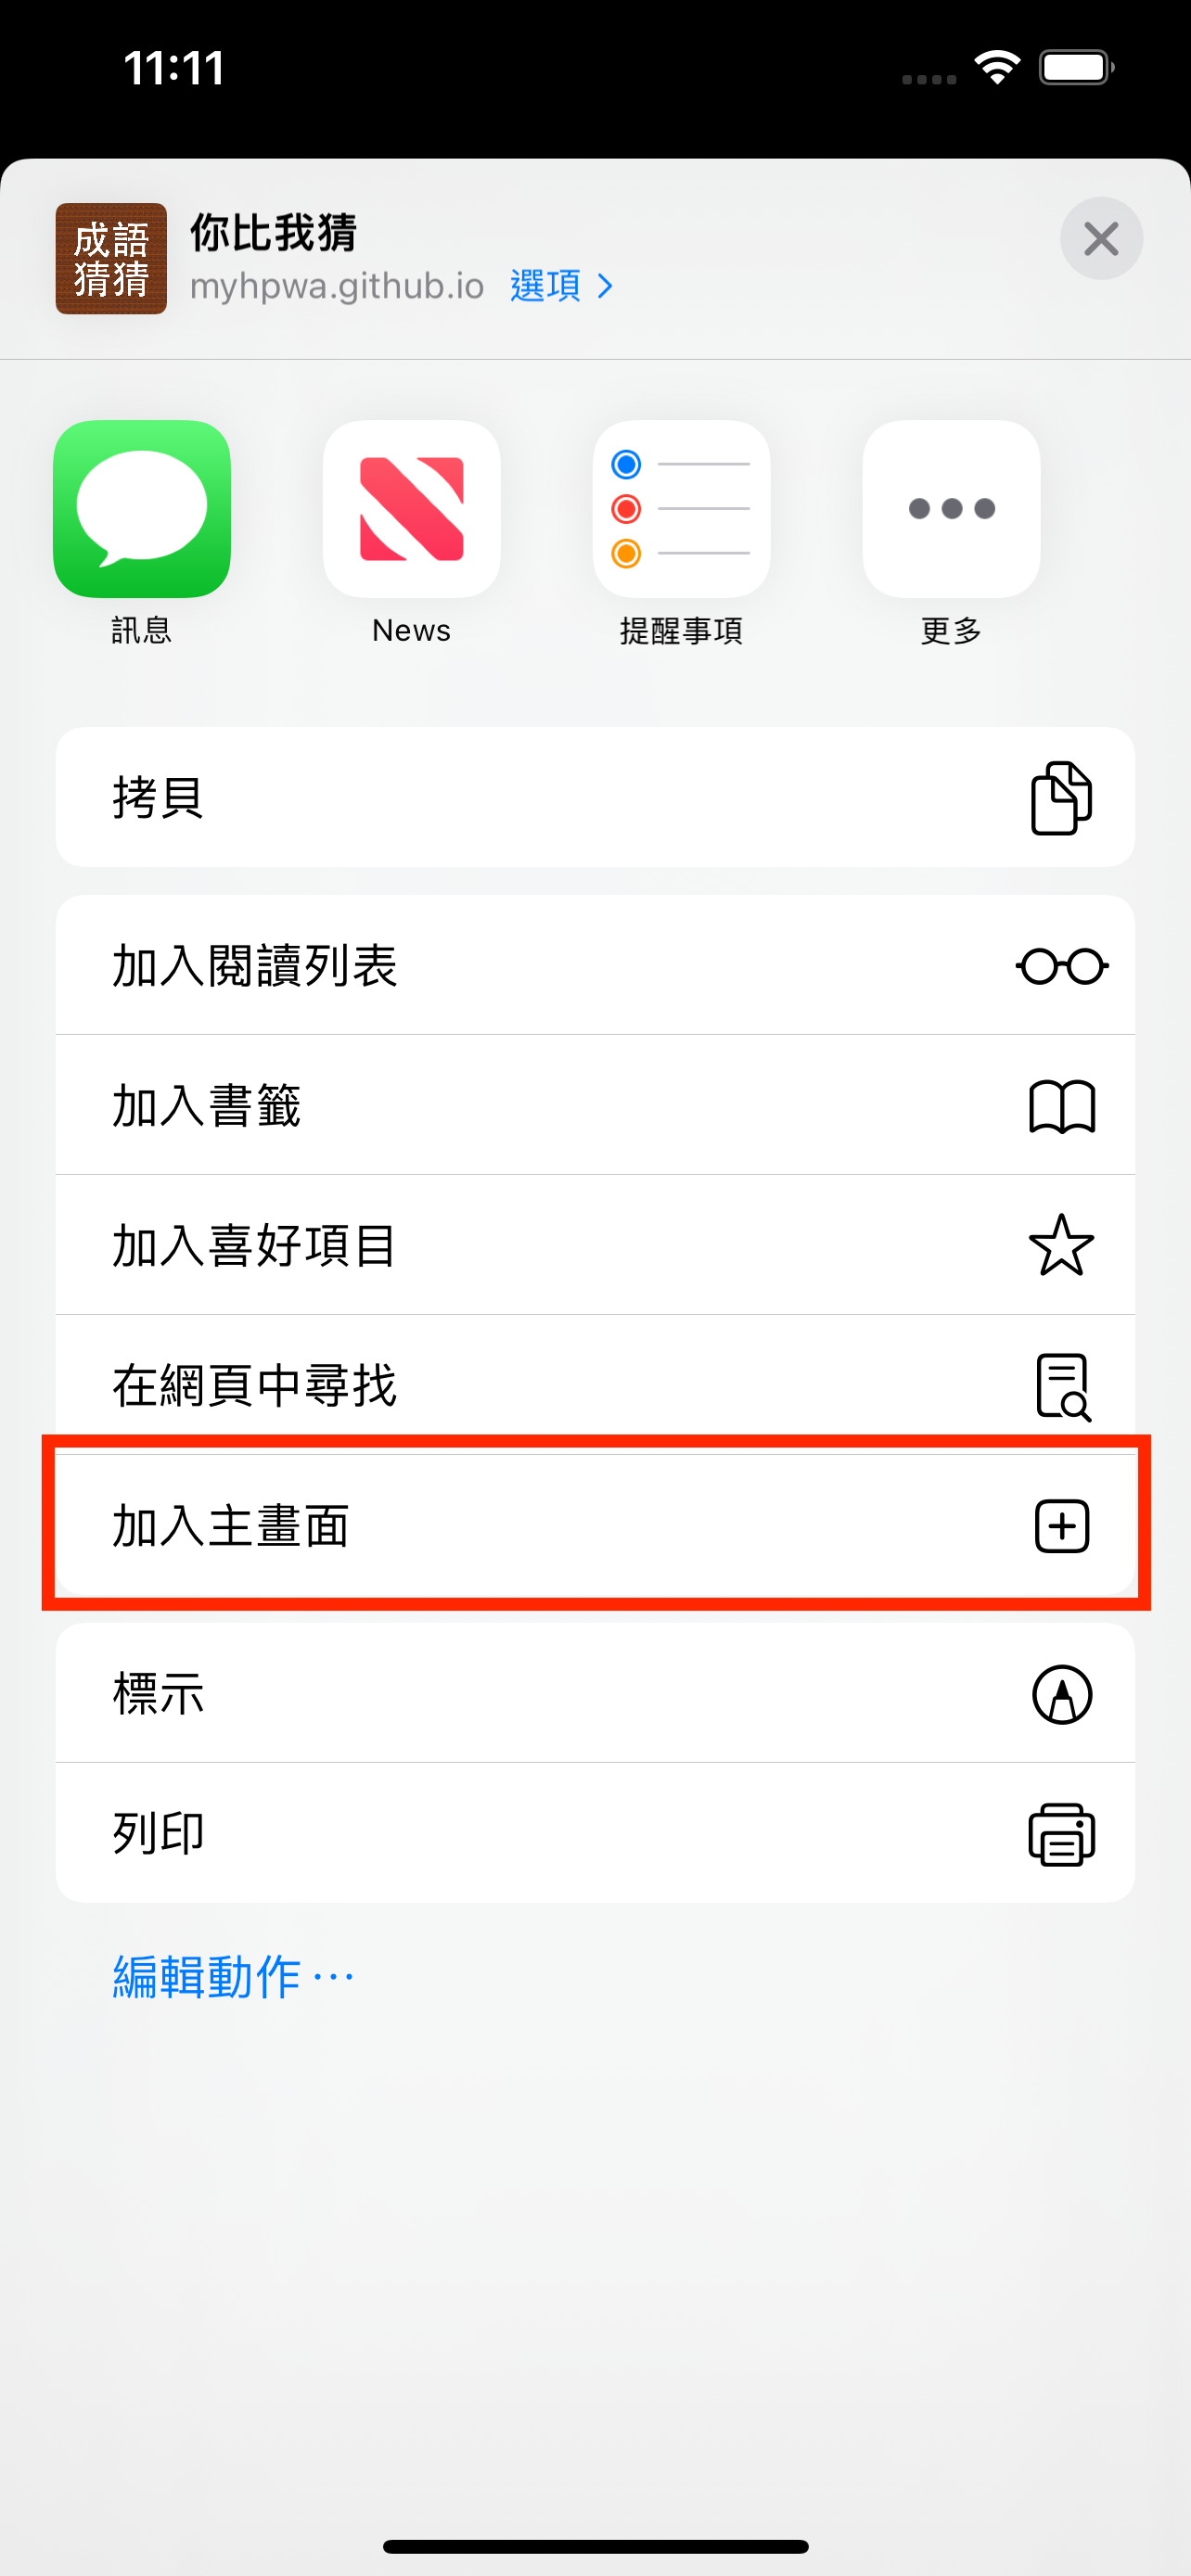 11:11
成語
猜猜
你比我猜
myhpwa.github.io 選項
訊息
News
提醒事項
更多
拷貝
加入閱讀列表
加入書籤
加入喜好項目
在網頁中尋找
加入主畫面
標示
列印
編輯動作⋯